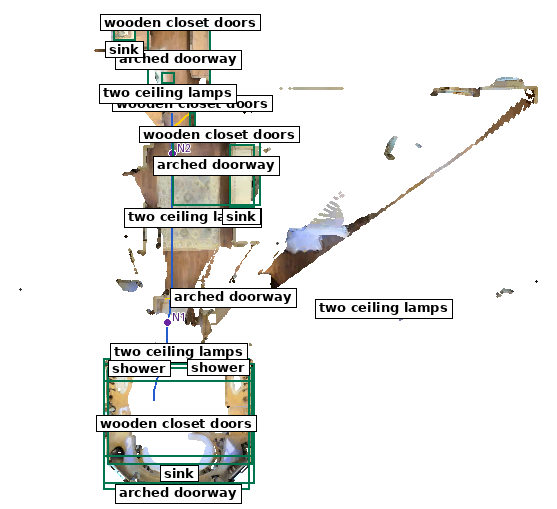 wooden closet doors
sink
arched doorway
two ceiling lamps
wooden closet doors
wooden closet doors
N2
arched doorway
two ceiling la
sink
arched doorway
two ceiling lamps
N1
two ceiling lamps
shower
shower
wooden closet doors
sink
arched doorway